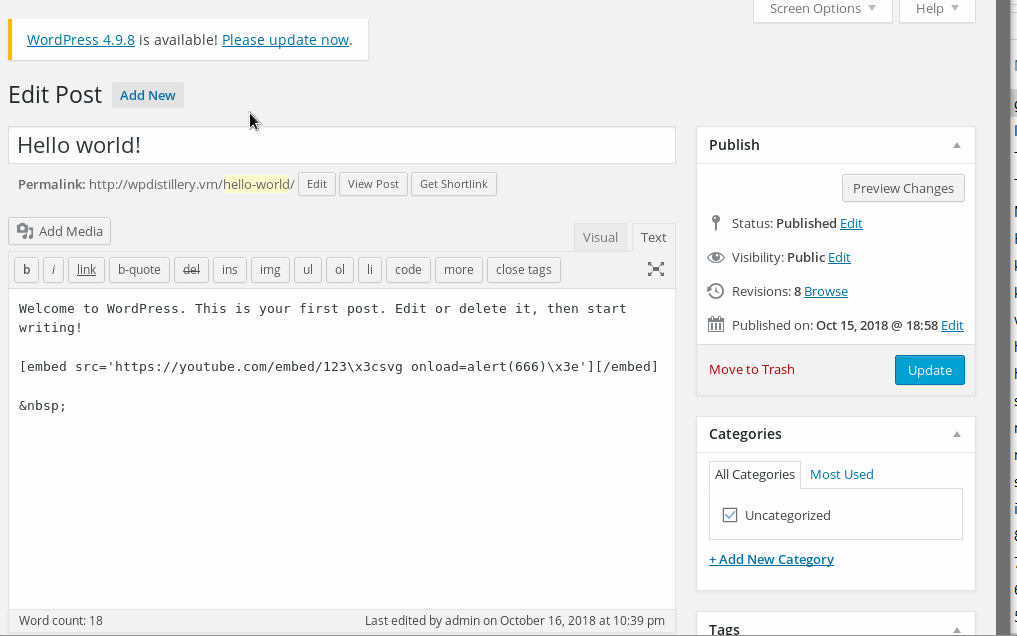 Screen Options
Help
WordPress 4.9.8 is available! Please update now.
Edit Post
Add New
Hello world!
Permalink: http://wpdistillery.vm/hello-world/
Edit
View Post
Get Shortlink
Add Media
Visual
Text
b
i
link
b-quote
del
ins
img
ul
ol
li
code
more
close tags
Welcome to WordPress. This is your first post. Edit or delete it, then start
writing!
[embed src='https://youtube.com/embed/123\x3csvg onload=alert(666)\x3e'][/embed]
&nbsp;
Word count: 18
Last edited by admin on October 16, 2018 at 10:39 pm
Publish
Preview Changes
Status: Published Edit
Visibility: Public Edit
Revisions: 8 Browse
Published on: Oct 15, 2018 @ 18:58 Edit
Move to Trash
Update
Categories
All Categories
Most Used
Uncategorized
+ Add New Category
Tags